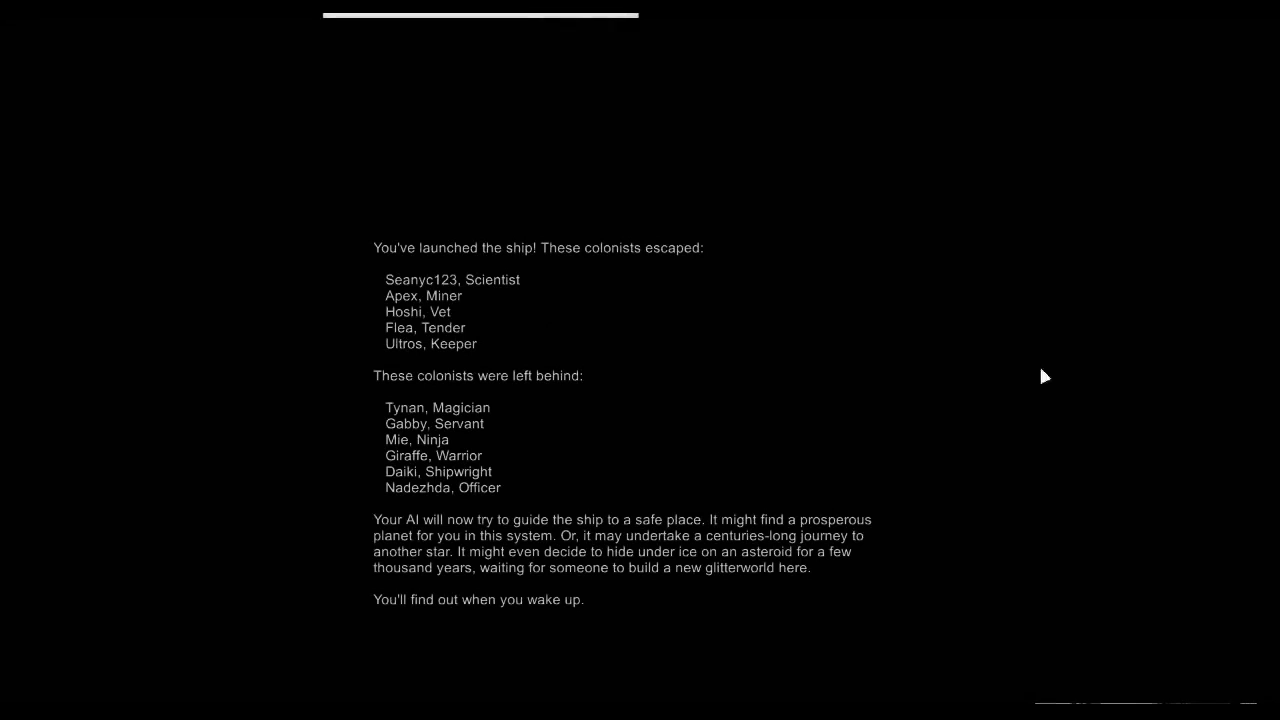 You've launched the ship! These colonists escaped:
Seanyc123, Scientist
Apex, Miner
Hoshi, Vet
Flea, Tender
Ultros, Keeper
These colonists were left behind:
Tynan, Magician
Gabby, Servant
Mie, Ninja
Giraffe, Warrior
Daiki, Shipwright
Nadezhda, Officer
Your AI will now try to guide the ship to a safe place. It might find a prosperous
planet for you in this system. Or, it may undertake a centuries-long journey to
another star. It might even decide to hide under ice on an asteroid for a few
thousand years, waiting for someone to build a new glitterworld here.
You'll find out when you wake up.